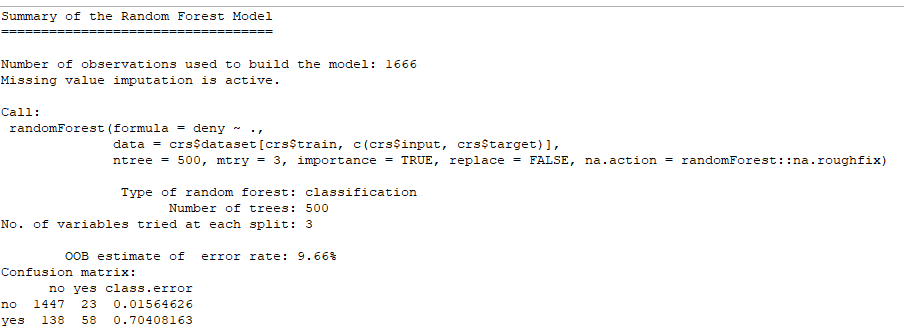 Summary of the Random Forest Model
==================================
Number of observations used to build the model: 1666
Missing value imputation is active.
Call:
randomForest(formula = deny ~ .,
data = crs$dataset[crs$train, c(crs$input, crs$target)],
ntree = 500, mtry = 3, importance = TRUE, replace = FALSE, na.action = randomForest::na.roughfix)
Type of random forest: classification
Number of trees: 500
No. of variables tried at each split: 3
OOB estimate of  error rate: 9.66%
Confusion matrix:
no yes class.error
no  1447  23  0.01564626
yes  138  58  0.70408163